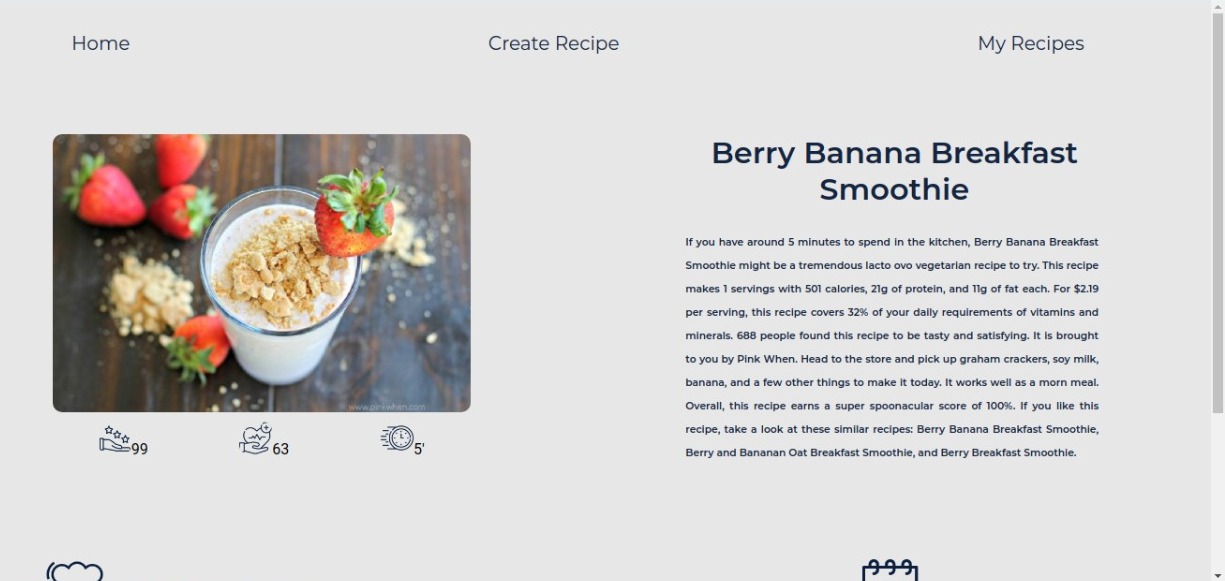 Home
Create Recipe
My Recipes
Berry Banana Breakfast
Smoothie
If you have around 5 minutes to spend in the kitchen, Berry Banana Breakfast
Smoothie might be a tremendous lacto ovo vegetarian recipe to try. This recipe
makes 1 servings with 501 calories, 21g of protein, and 11g of fat each. For $2.19
per serving, this recipe covers 32% of your daily requirements of vitamins and
minerals. 688 people found this recipe to be tasty and satisfying. It is brought
to you by Pink When. Head to the store and pick up graham crackers, soy milk,
banana, and a few other things to make it today. It works well as a morn meal.
Overall, this recipe earns a super spoonacular score of 100%. If you like this
recipe, take a look at these similar recipes: Berry Banana Breakfast Smoothie,
Berry and Bananan Oat Breakfast Smoothie, and Berry Breakfast Smoothie.
www.pinkwhen.com
99
63
5'